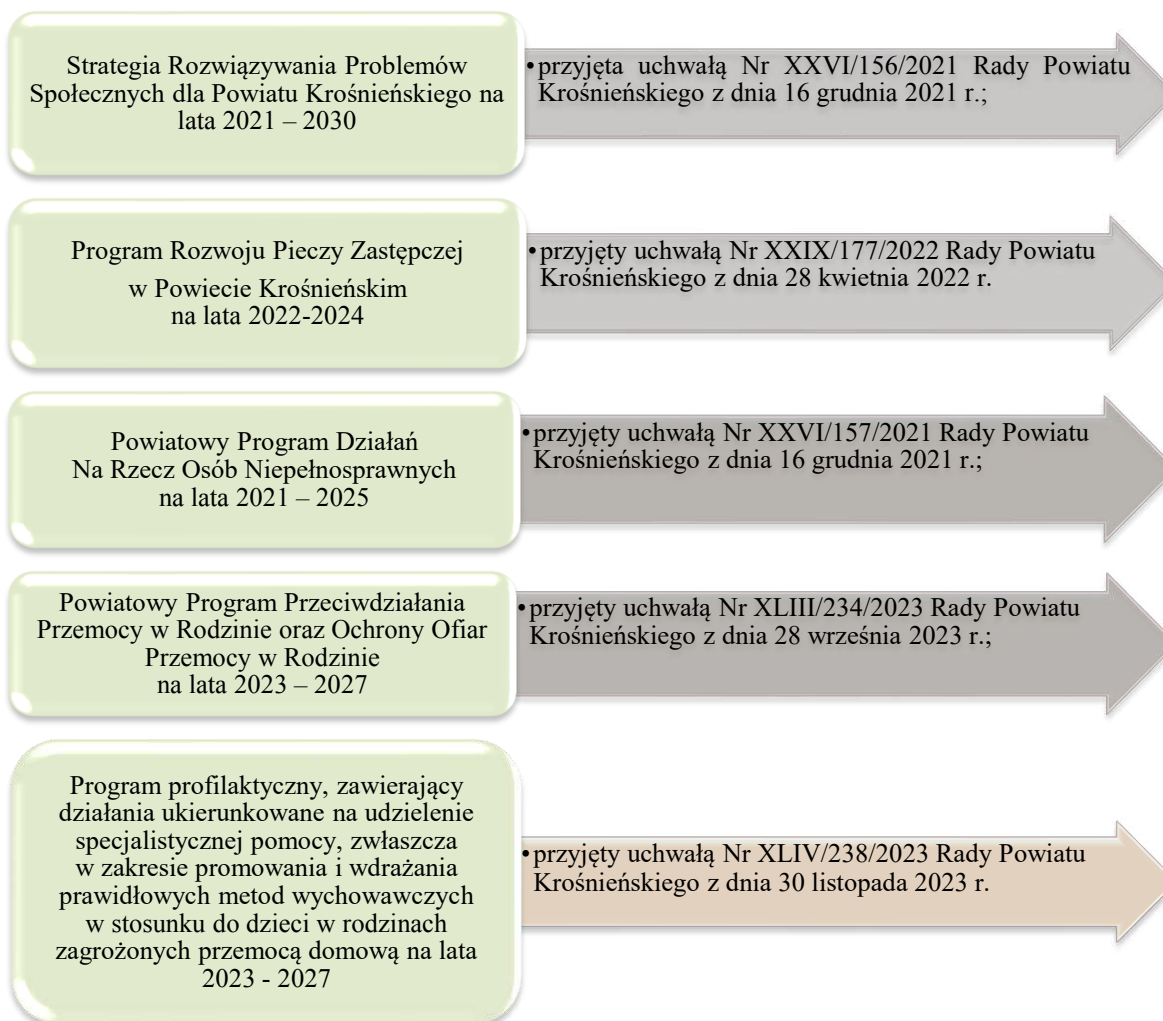 Strategia Rozwiązywania Problemów
Społecznych dla Powiatu Krośnieńskiego na
lata 2021 – 2030
•przyjęta uchwałą Nr XXVI/156/2021 Rady Powiatu
Krośnieńskiego z dnia 16 grudnia 2021 r.;
Program Rozwoju Pieczy Zastępczej
w Powiecie Krośnieńskim
na lata 2022-2024
•przyjęty uchwałą Nr XXIX/177/2022 Rady Powiatu
Krośnieńskiego z dnia 28 kwietnia 2022 r.
Powiatowy Program Działań
Na Rzecz Osób Niepełnosprawnych
na lata 2021 – 2025
•przyjęty uchwałą Nr XXVI/157/2021 Rady Powiatu
Krośnieńskiego z dnia 16 grudnia 2021 r.;
Powiatowy Program Przeciwdziałania
Przemocy w Rodzinie oraz Ochrony Ofiar
Przemocy w Rodzinie
na lata 2023 – 2027
•przyjęty uchwałą Nr XLIII/234/2023 Rady Powiatu
Krośnieńskiego z dnia 28 września 2023 r.;
Program profilaktyczny, zawierający
działania ukierunkowane na udzielenie
specjalistycznej pomocy, zwłaszcza
w zakresie promowania i wdrażania
prawidłowych metod wychowawczych
w stosunku do dzieci w rodzinach
zagrożonych przemocą domową na lata
2023 - 2027
•przyjęty uchwałą Nr XLIV/238/2023 Rady Powiatu
Krośnieńskiego z dnia 30 listopada 2023 r.